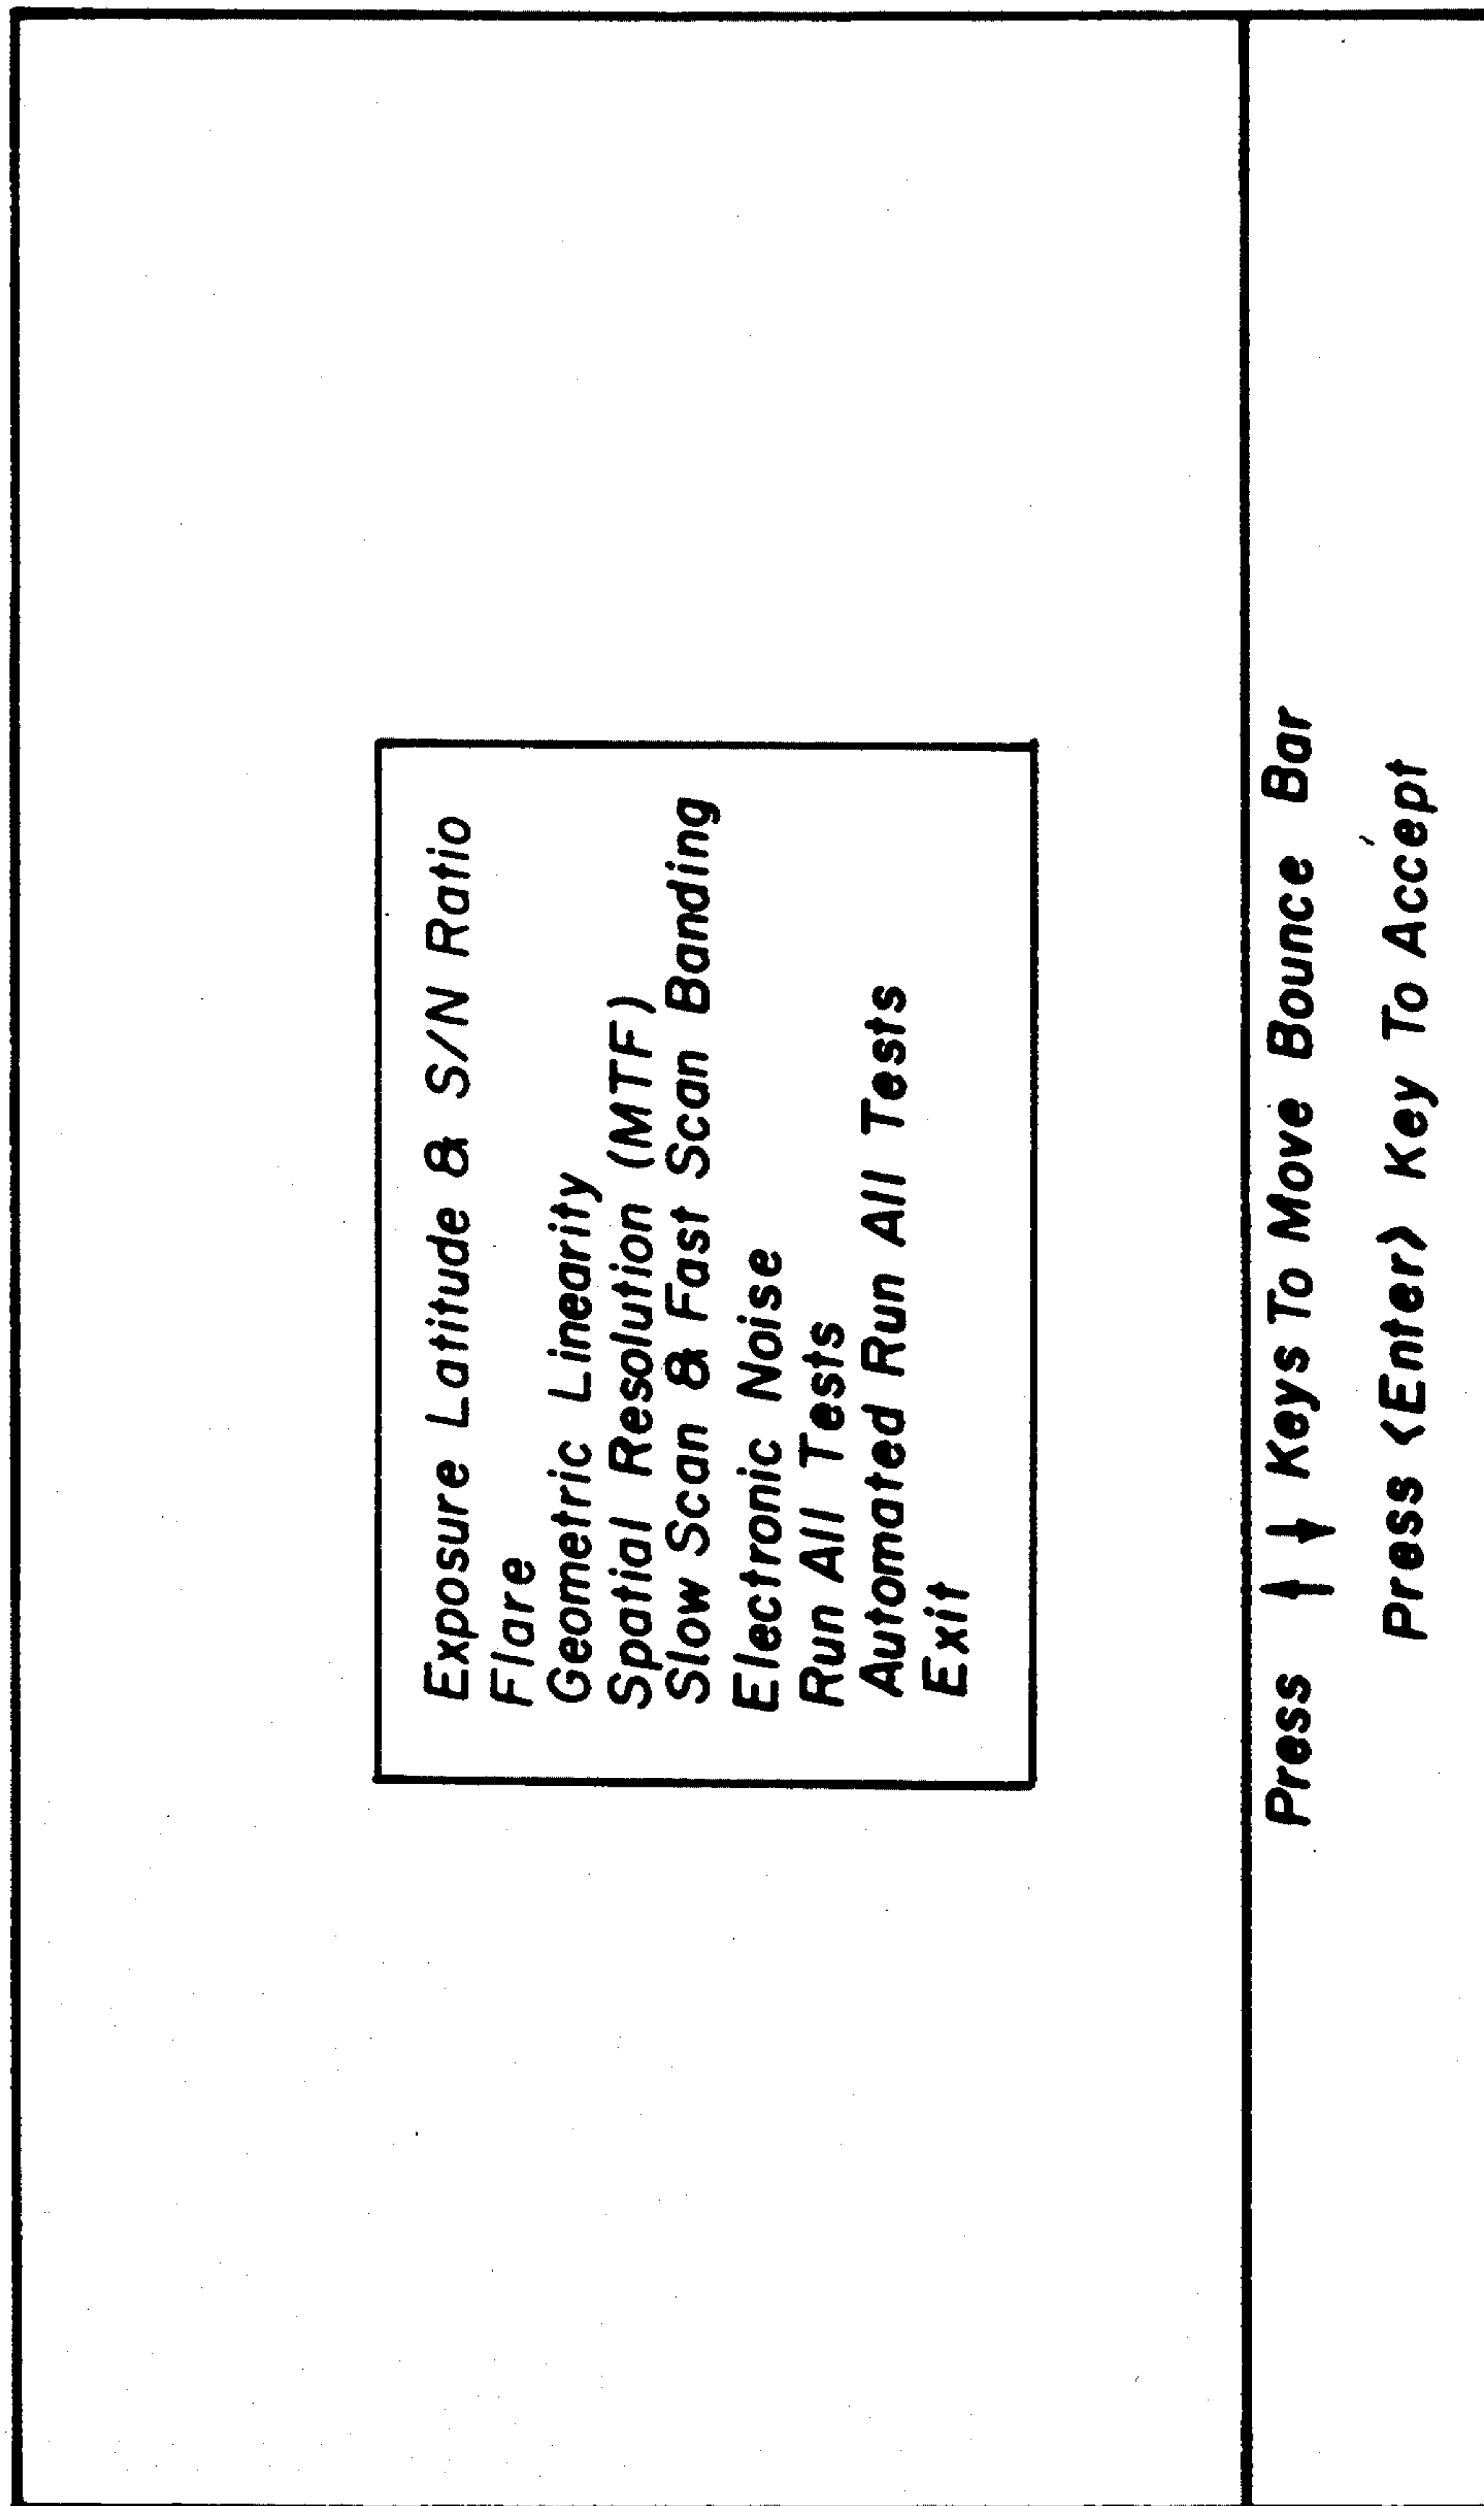 Exposure Latitude & S/N Ratio
Flare
Geometric Linearity
Spatial Resolution (MTF)
Slow Scan & Fast Scan Banding
Electronic Noise
Run All Tests
Automated Run All Tests
Exit
Press ↑ ↓ Keys To Move Bounce Bar
Press <Enter> Key To Accept